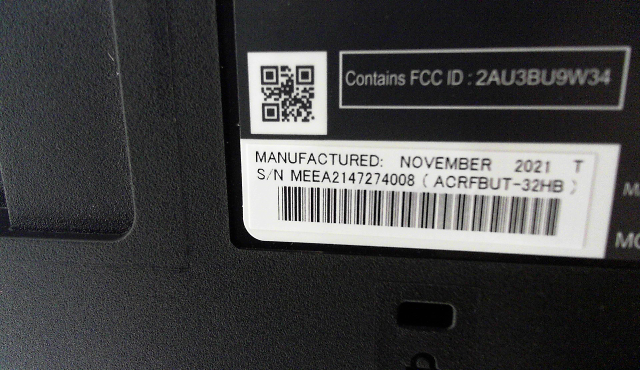 Contains FCC ID : 2AU3BU9W34
MANUFACTURED: NOVEMBER 2021 T
S/N MEEA2147274008 ( ACRFBUT-32HB )